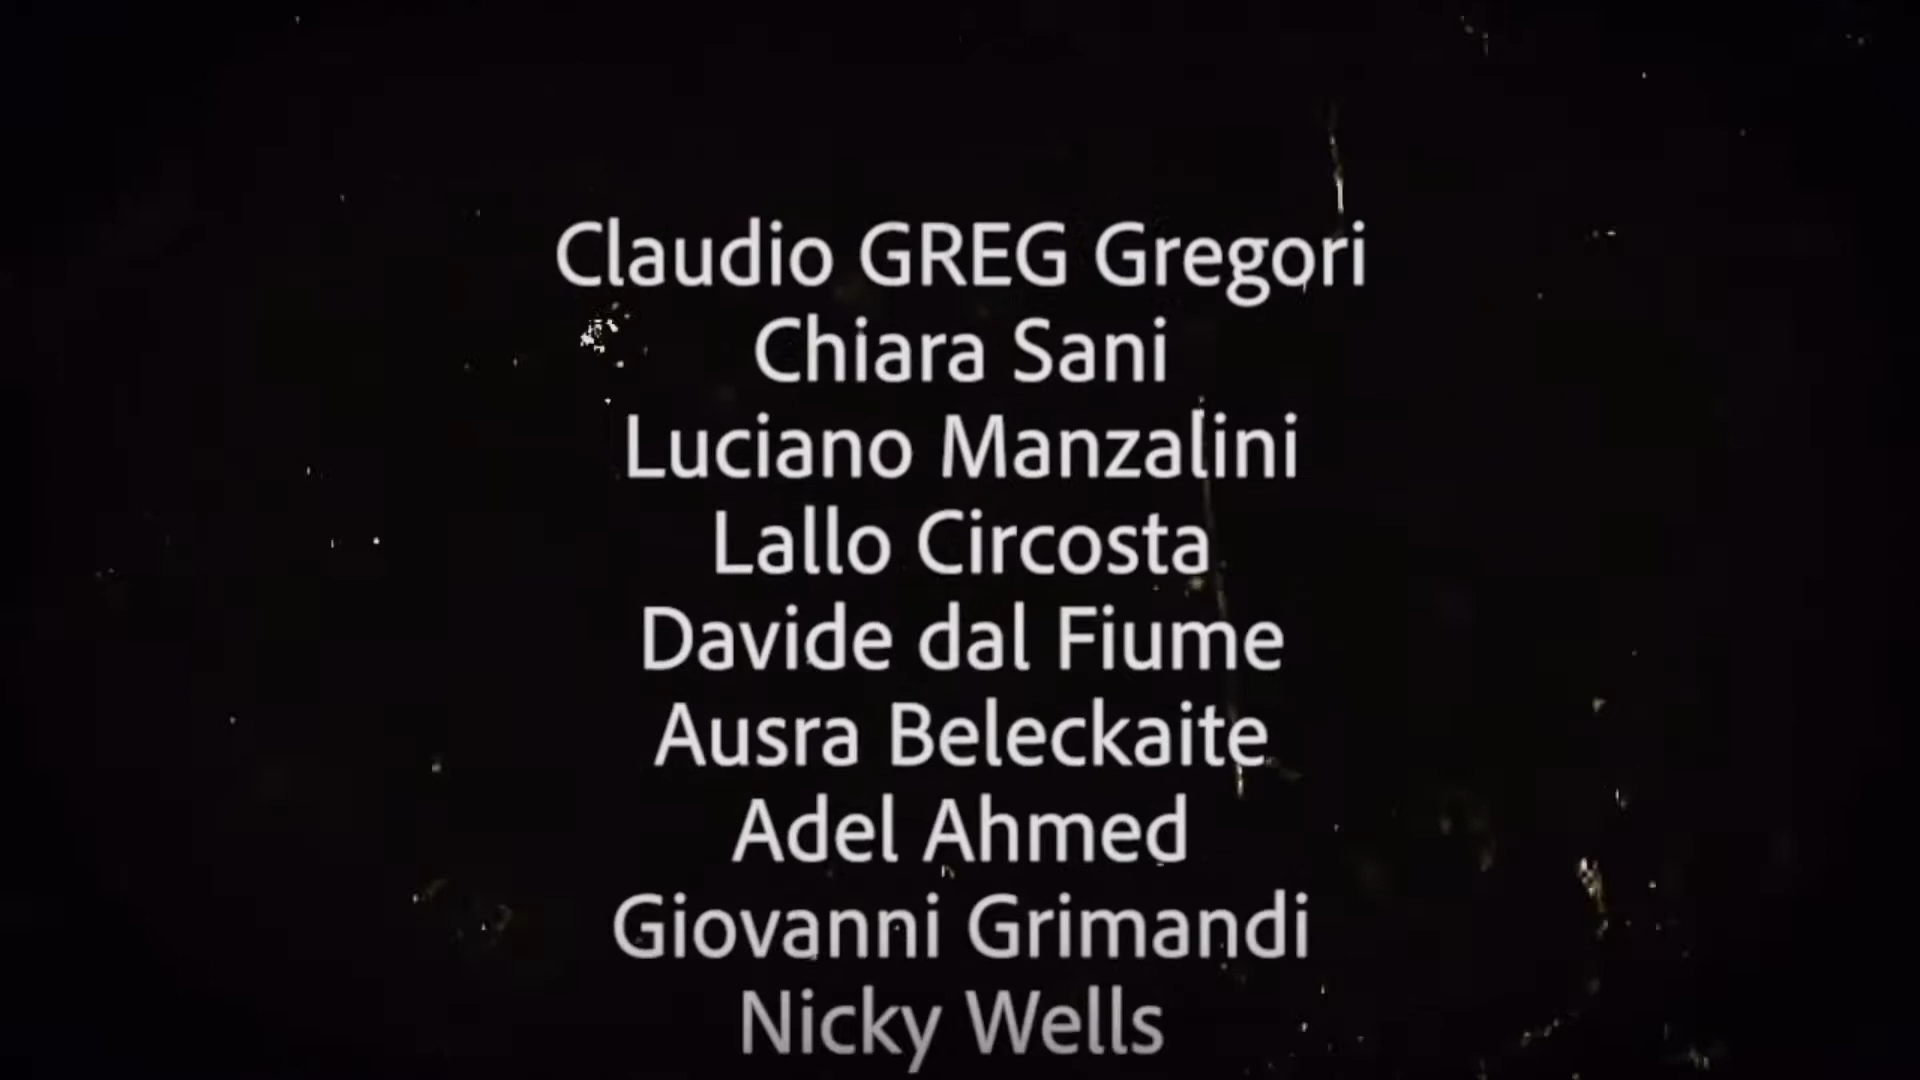 Claudio GREG Gregori
Chiara Sani
Luciano Manzalini
Lallo Circosta
Davide dal Fiume
Ausra Beleckaite
Adel Ahmed
Giovanni Grimandi
Nicky Wells